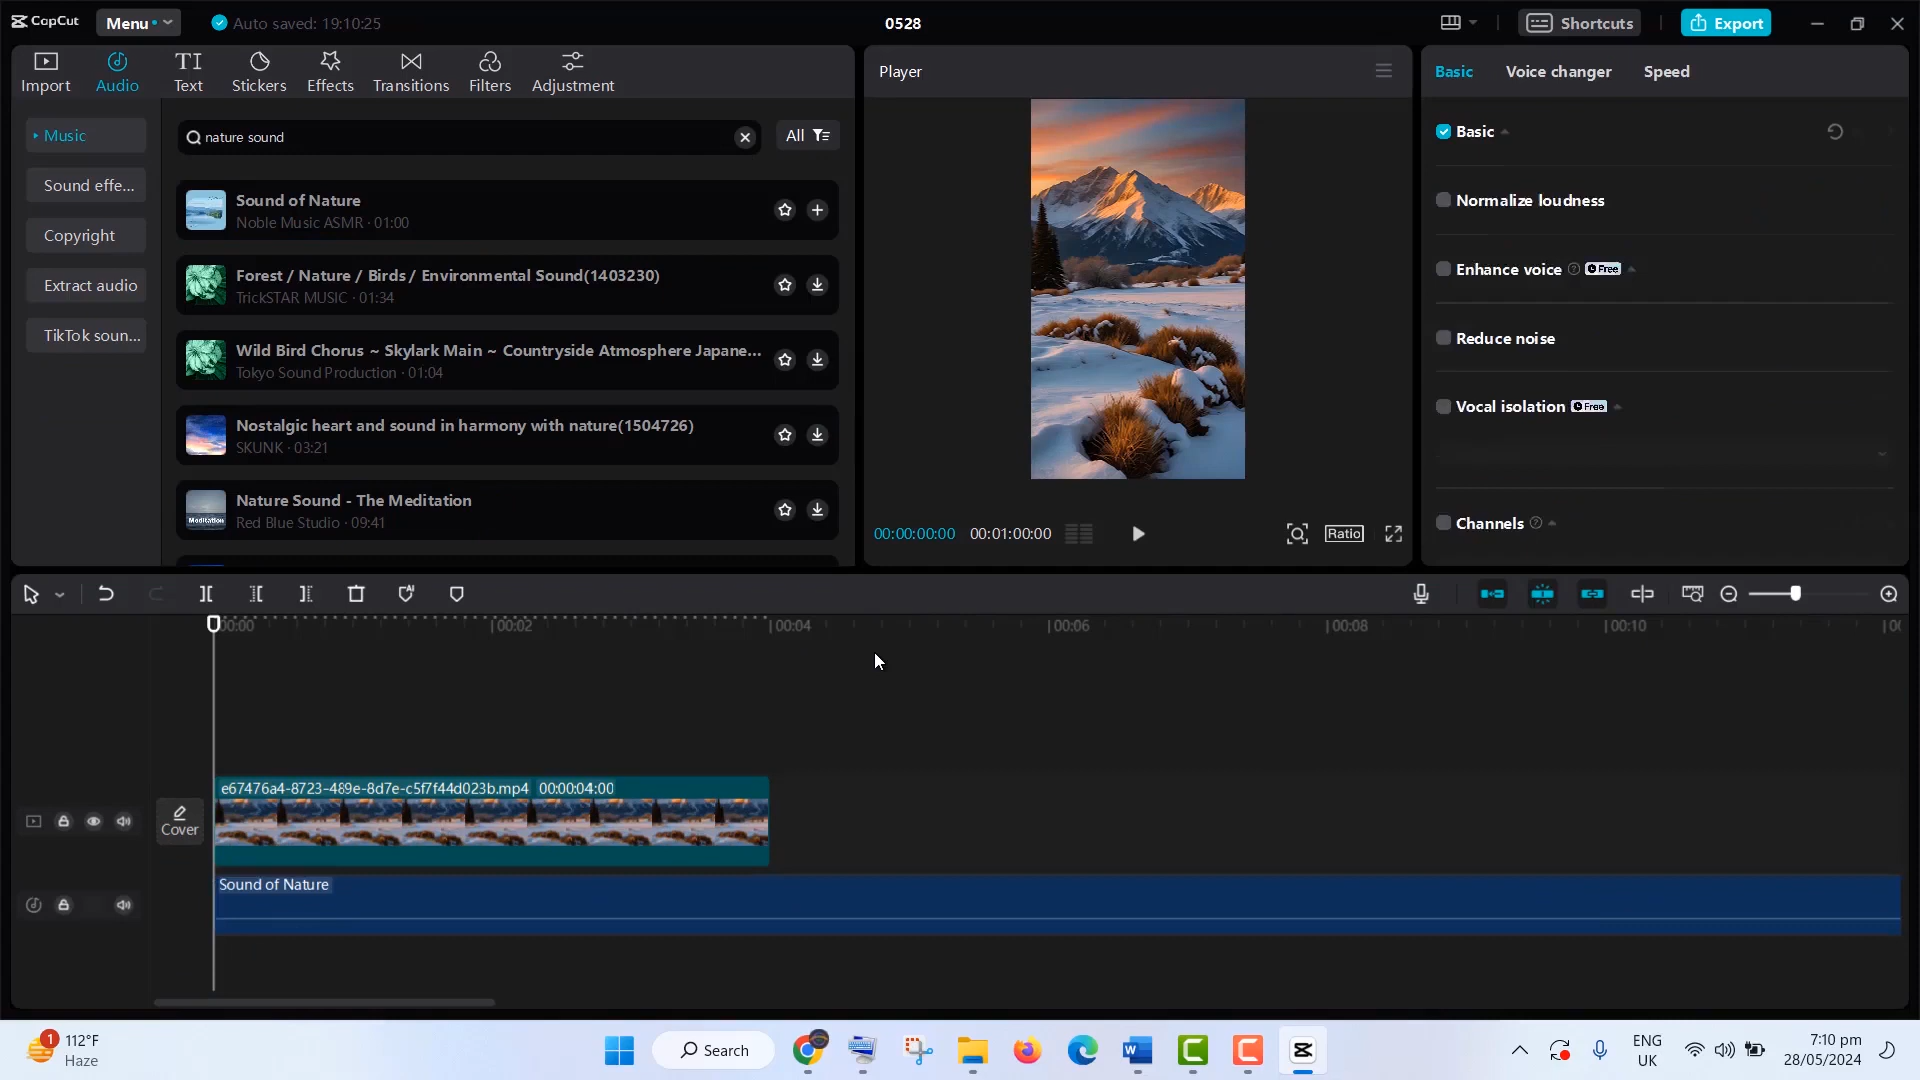 CapCut
Menu
Auto saved: 19:10:25
0528
Shortcuts
Export
Import
Audio
Text
Stickers
Effects
Transitions
Filters
Adjustment
Player
Basic
Voice changer
Speed
Music
Sound effe...
Copyright
Extract audio
TikTok soun...
nature sound
All
Sound of Nature
Noble Music ASMR · 01:00
Forest / Nature / Birds / Environmental Sound(1403230)
TrickSTAR MUSIC · 01:34
Wild Bird Chorus ~ Skylark Main ~ Countryside Atmosphere Japane...
Tokyo Sound Production · 01:04
Nostalgic heart and sound in harmony with nature(1504726)
SKUNK · 03:21
Nature Sound - The Meditation
Red Blue Studio · 09:41
Meditation
00:00:00:00
00:01:00:00
Ratio
Basic
Normalize loudness
Enhance voice
Free
Reduce noise
Vocal isolation
Free
Channels
00:00
00:02
00:04
00:06
00:08
00:10
e67476a4-8723-489e-8d7e-c5f7f44d023b.mp4 00:00:04:00
Cover
Sound of Nature
1
112°F
Haze
Search
ENG
UK
7:10 pm
28/05/2024